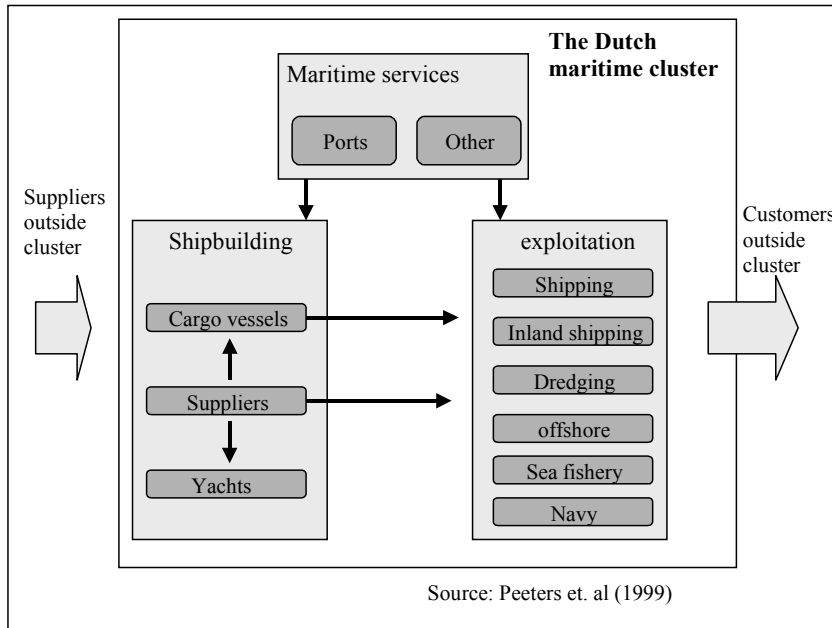 The Dutch
maritime cluster
Maritime services
Ports
Other
Suppliers
outside
cluster
Shipbuilding
Cargo vessels
Suppliers
Yachts
exploitation
Shipping
Inland shipping
Dredging
offshore
Sea fishery
Navy
Customers
outside
cluster
Source: Peeters et. al (1999)